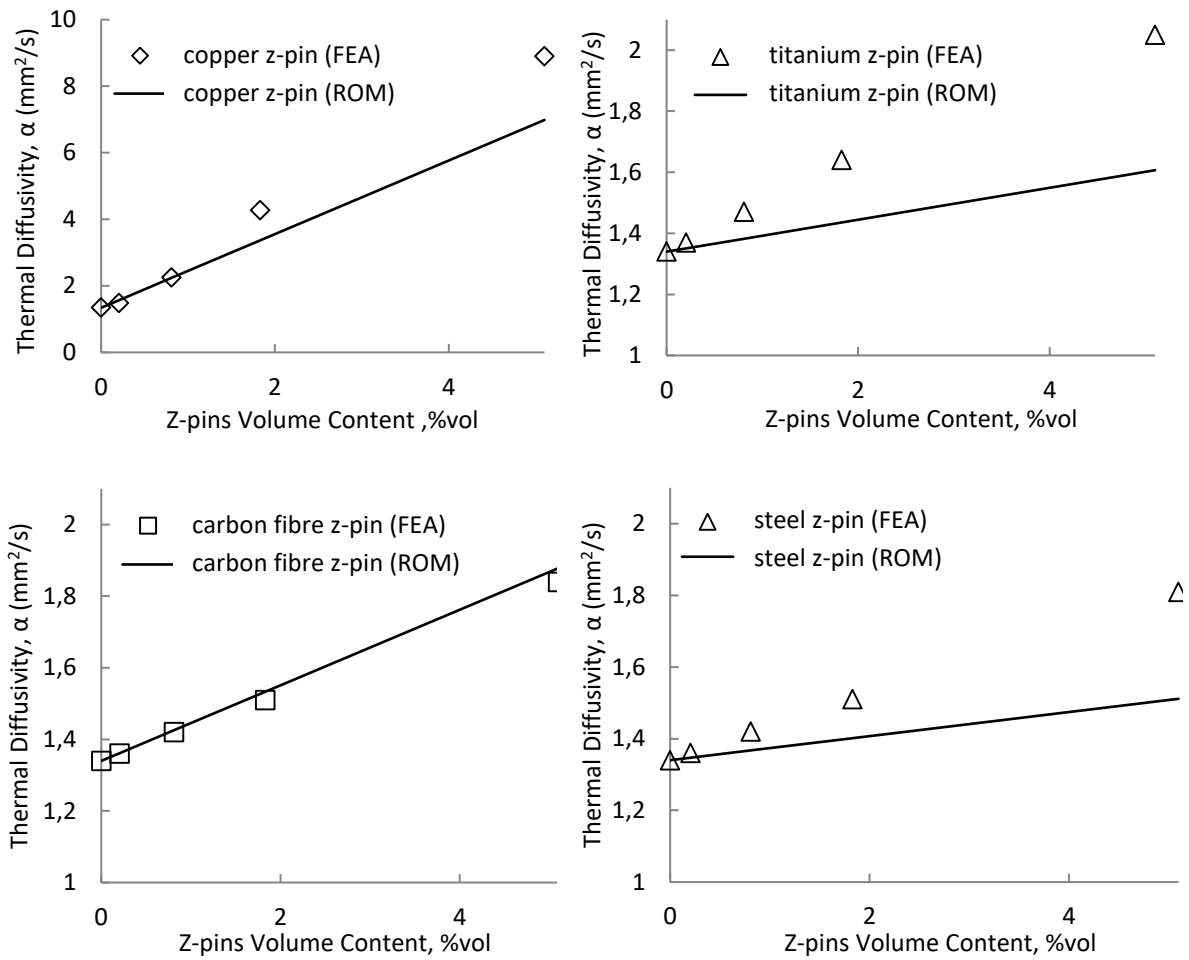 Thermal Diffusivity, α (mm²/s)
10
8
6
4
2
0
copper z-pin (FEA)
copper z-pin (ROM)
0
2
4
Z-pins Volume Content ,%vol
Thermal Diffusivity, α (mm²/s)
2
1,8
1,6
1,4
1,2
1
titanium z-pin (FEA)
titanium z-pin (ROM)
0
2
4
Z-pins Volume Content, %vol
Thermal Diffusivity, α (mm²/s)
2
1,8
1,6
1,4
1,2
1
carbon fibre z-pin (FEA)
carbon fibre z-pin (ROM)
0
2
4
Z-pins Volume Content, %vol
Thermal Diffusivity, α (mm²/s)
2
1,8
1,6
1,4
1,2
1
steel z-pin (FEA)
steel z-pin (ROM)
0
2
4
Z-pins Volume Content, %vol